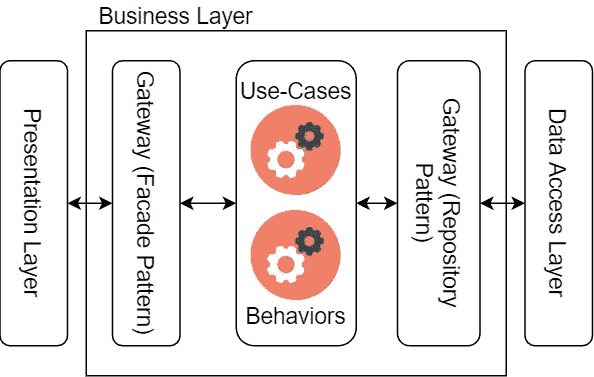 Business Layer
Presentation Layer
Gateway (Facade Pattern)
Use-Cases
Behaviors
Gateway (Repository
Pattern)
Data Access Layer